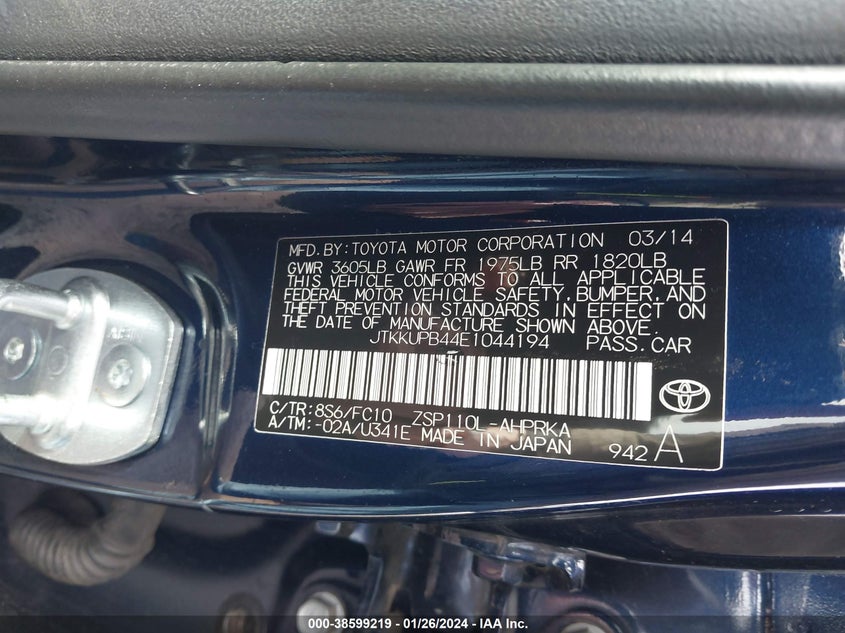 MFD. BY: TOYOTA MOTOR CORPORATION 03/14
GVWR 3605LB GAWR FR 1975LB RR 1820LB
THIS VEHICLE CONFORMS TO ALL APPLICABLE
FEDERAL MOTOR VEHICLE SAFETY, BUMPER, AND
THEFT PREVENTION STANDARDS IN EFFECT ON
THE DATE OF MANUFACTURE SHOWN ABOVE.
JTKKUPB44E1044194 PASS. CAR
C/TR: 8S6/FC10 ZSP110L-AHPRKA
A/TM: -02A/U341E MADE IN JAPAN
942 A
000-38599219 - 01/26/2024 - IAA Inc.